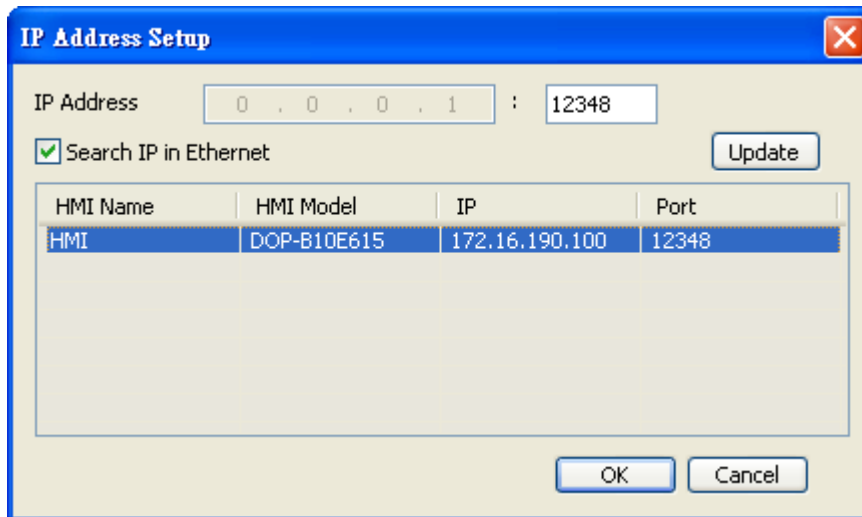 IP Address Setup
IP Address 0 . 0 . 0 . 1 : 12348
Search IP in Ethernet Update
HMI Name HMI Model IP Port
HMI DOP-B10E615 172.16.190.100 12348
OK Cancel